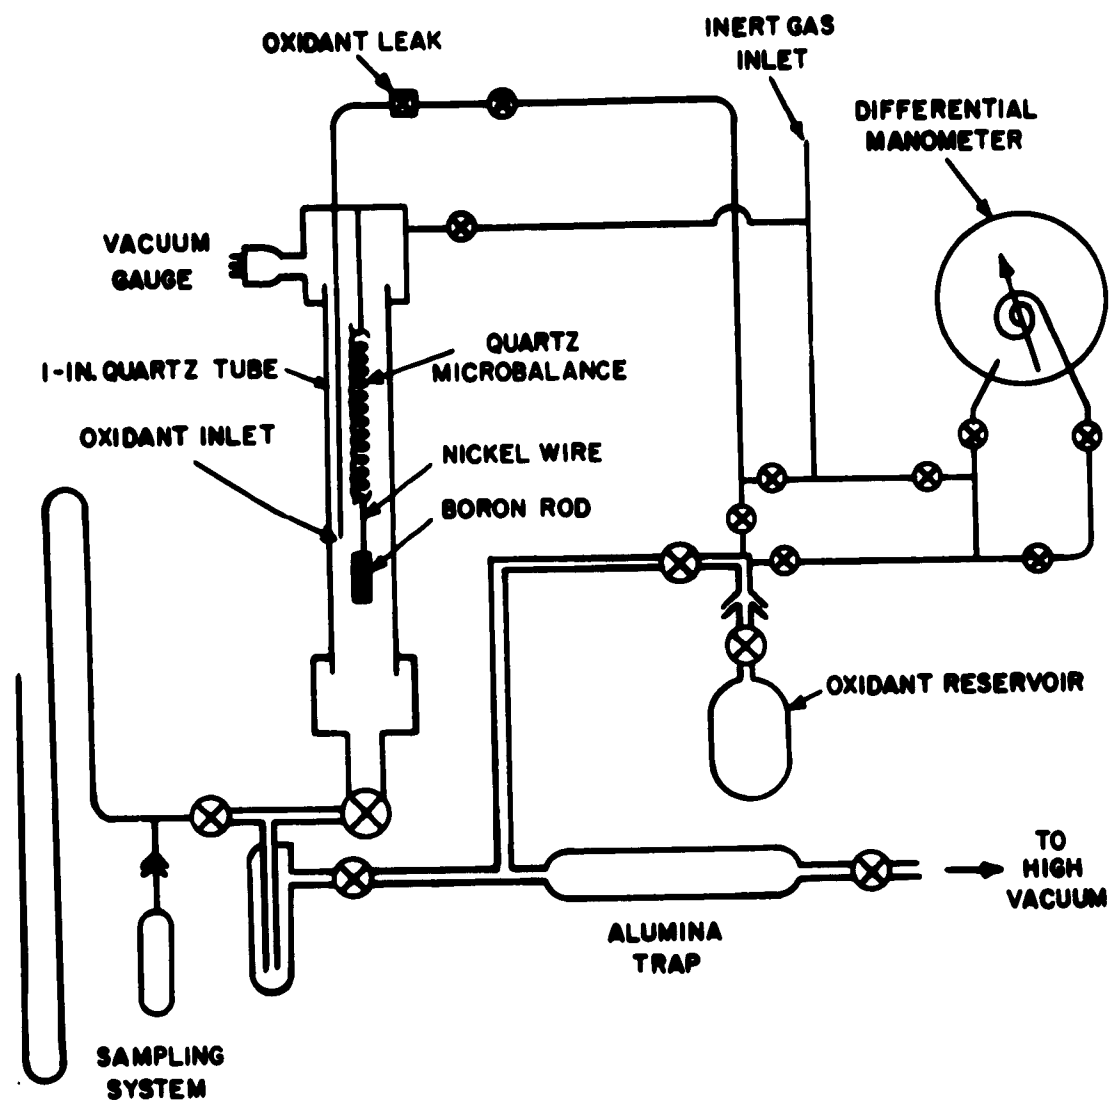 OXIDANT LEAK
INERT GAS
INLET
DIFFERENTIAL
MANOMETER
VACUUM
GAUGE
QUARTZ
MICROBALANCE
1-IN. QUARTZ TUBE
OXIDANT INLET
NICKEL WIRE
BORON ROD
OXIDANT RESERVOIR
TO
HIGH
VACUUM
ALUMINA
TRAP
SAMPLING
SYSTEM